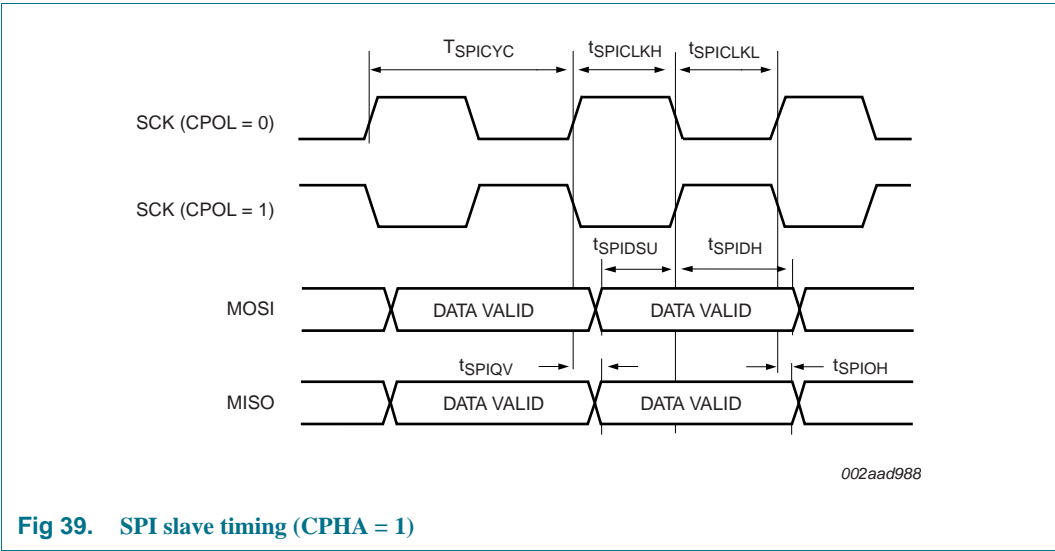 TSPICYC tSPICLKH tSPICLKL
SCK (CPOL = 0)
SCK (CPOL = 1)
tSPIDSU tSPIDH
MOSI DATA VALID DATA VALID
tSPIQV tSPIOH
MISO DATA VALID DATA VALID
002aad988
Fig 39. SPI slave timing (CPHA = 1)